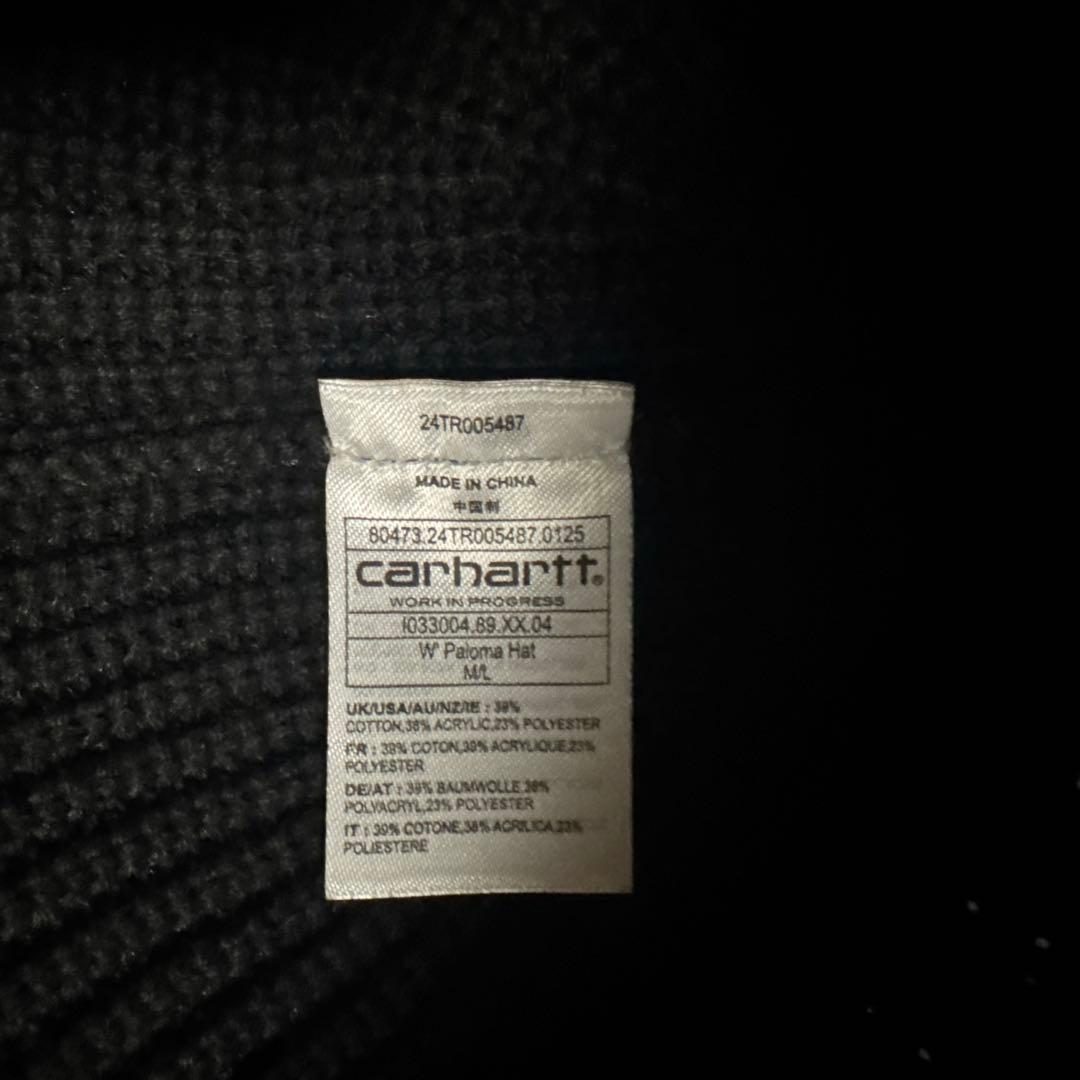 24TR005487
MADE IN CHINA
中国制
80473.24TR005487.0125
carhartt®
WORK IN PROGRESS
I033004.89.XX.04
W' Paloma Hat
M/L
UK/USA/AU/NZ/IE : 39%
COTTON,38% ACRYLIC,23% POLYESTER
FR : 39% COTON,38% ACRYLIQUE,23%
POLYESTER
DE/AT : 39% BAUMWOLLE,38%
POLYACRYL,23% POLYESTER
IT : 39% COTONE,38% ACRILICA,23%
POLIESTERE